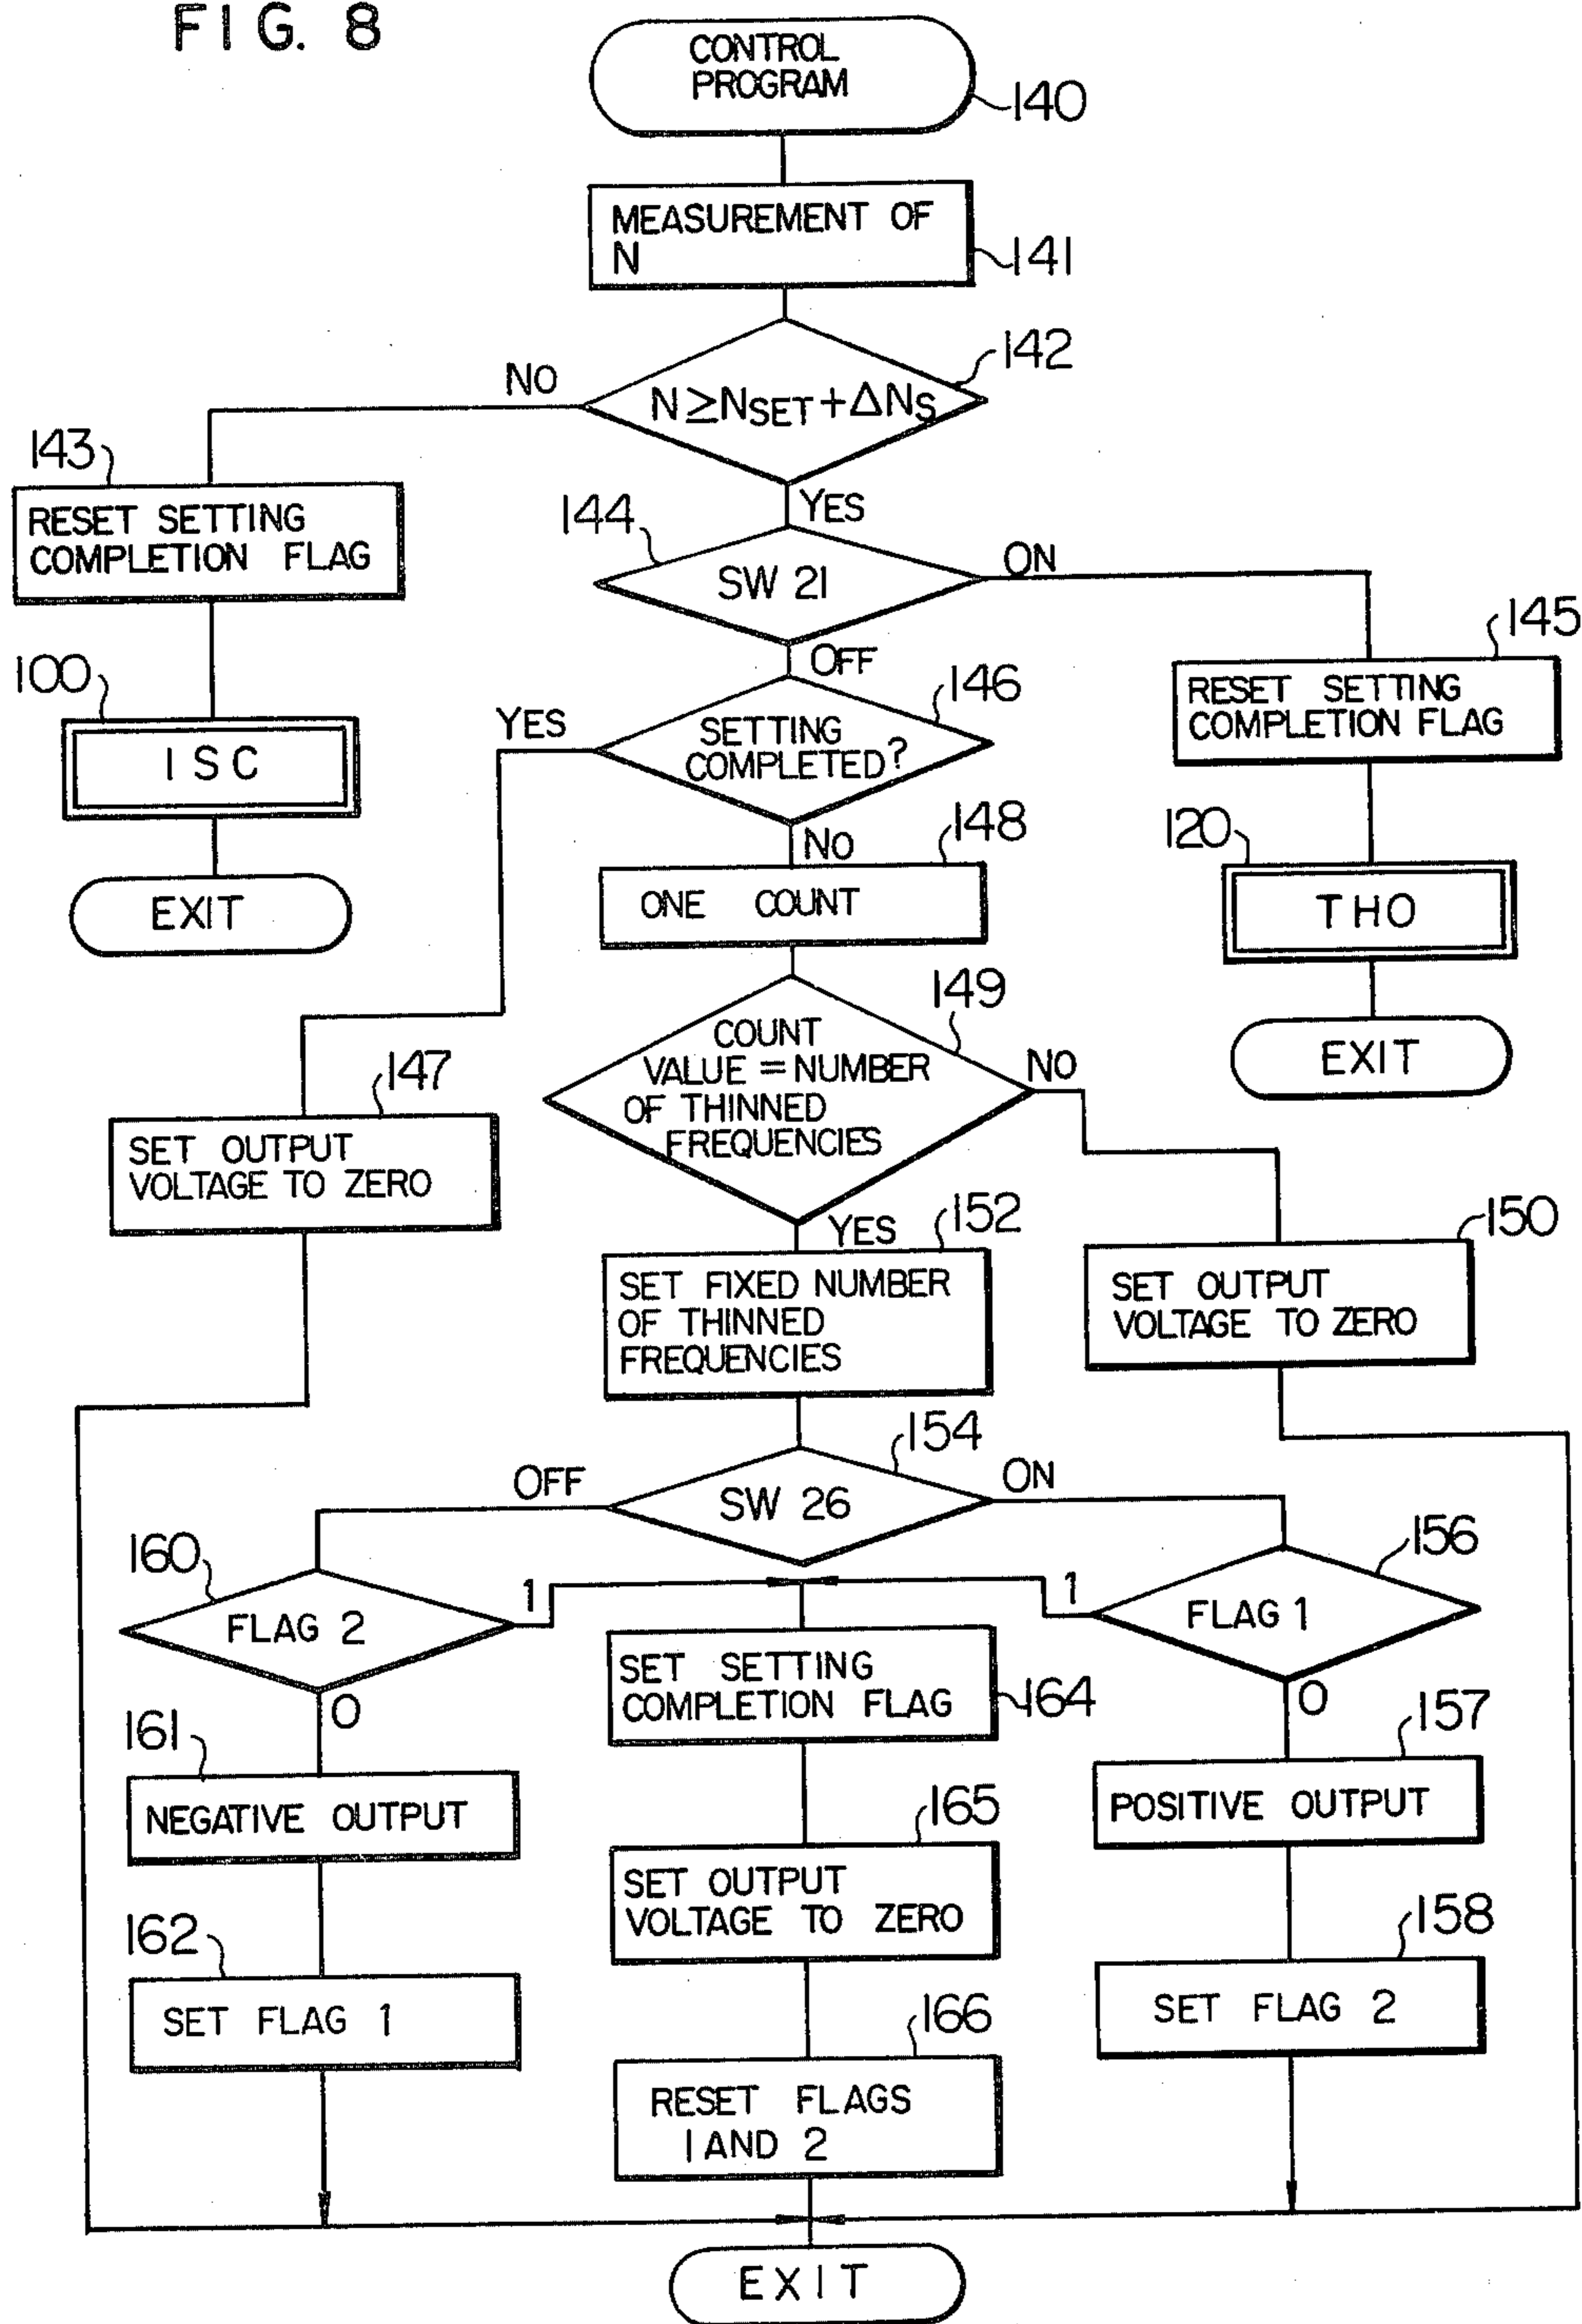 FIG. 8
CONTROL
PROGRAM
140
MEASUREMENT OF
N
141
142
N≥NSET+ΔNS
NO
YES
143
RESET SETTING
COMPLETION FLAG
144
SW 21
ON
OFF
145
RESET SETTING
COMPLETION FLAG
100
ISC
EXIT
146
SETTING
COMPLETED?
YES
NO
120
THO
EXIT
148
ONE COUNT
149
COUNT
VALUE = NUMBER
OF THINNED
FREQUENCIES
NO
YES
147
SET OUTPUT
VOLTAGE TO ZERO
152
SET FIXED NUMBER
OF THINNED
FREQUENCIES
150
SET OUTPUT
VOLTAGE TO ZERO
154
SW 26
OFF
ON
160
FLAG 2
1
0
156
FLAG 1
1
0
161
NEGATIVE OUTPUT
162
SET FLAG 1
SET SETTING
COMPLETION FLAG
164
165
SET OUTPUT
VOLTAGE TO ZERO
166
RESET FLAGS
1 AND 2
157
POSITIVE OUTPUT
158
SET FLAG 2
EXIT